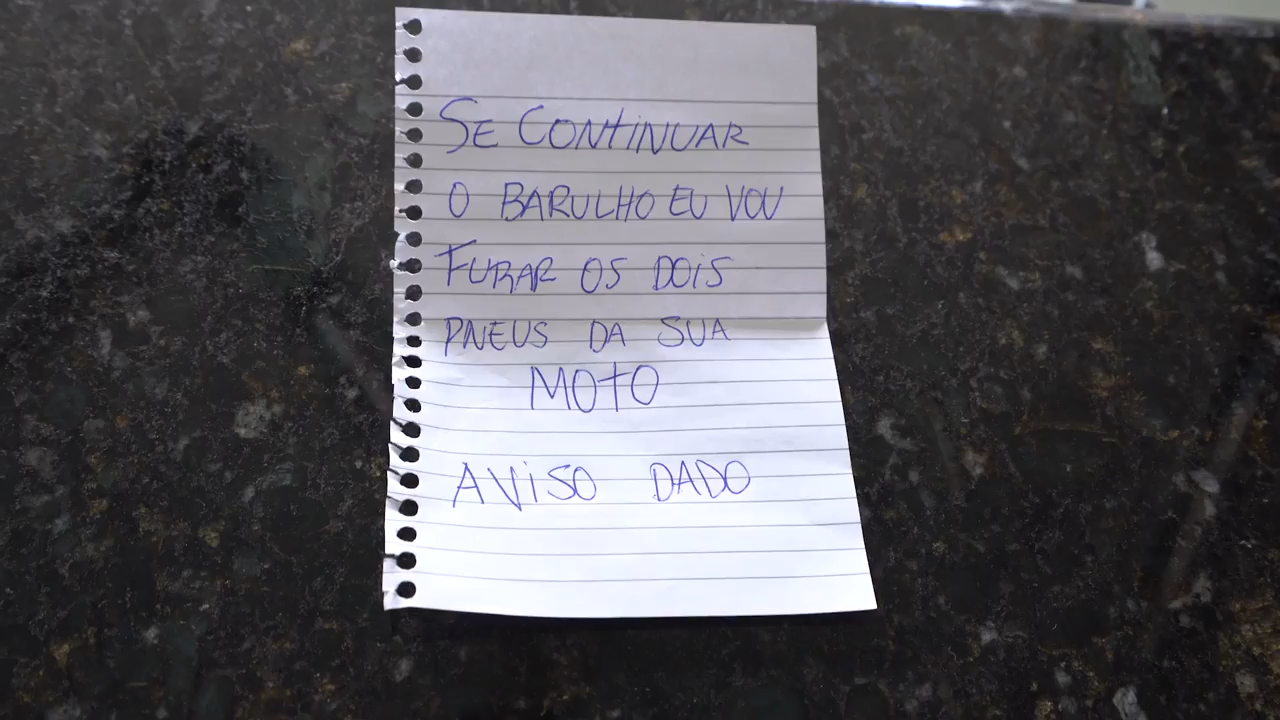 SE CONTINUAR
O BARULHO EU VOU
FURAR OS DOIS
PNEUS DA SUA
MOTO
AVISO DADO